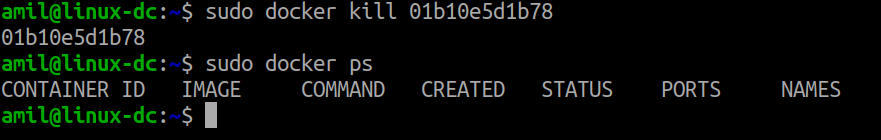 amil@linux-dc:~$ sudo docker kill 01b10e5d1b78
01b10e5d1b78
amil@linux-dc:~$ sudo docker ps
CONTAINER ID   IMAGE     COMMAND   CREATED   STATUS    PORTS     NAMES
amil@linux-dc:~$